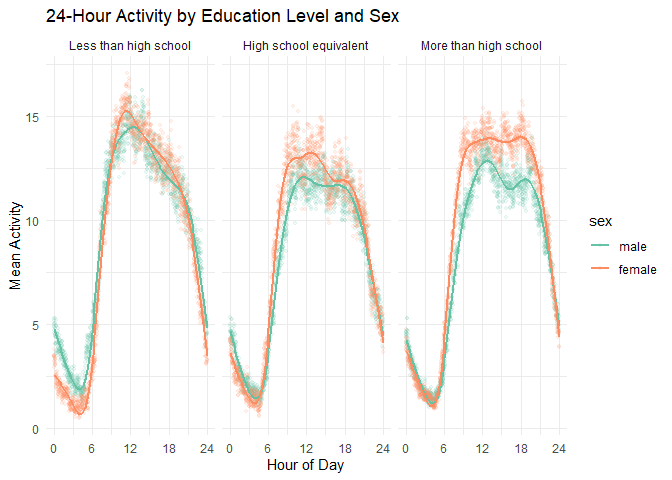 24-Hour Activity by Education Level and Sex
Less than high school
High school equivalent
More than high school
Mean Activity
15
10
5
0
0 6 12 18 24
0 6 12 18 24
0 6 12 18 24
Hour of Day
sex
male
female